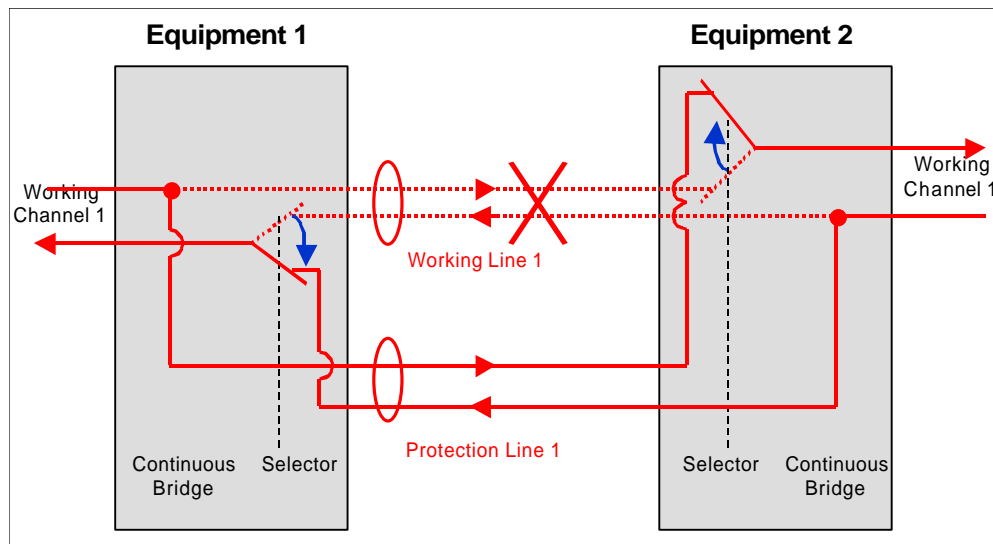 Equipment 1
Equipment 2
Working
Channel 1
Working
Channel 1
Working Line 1
Protection Line 1
Continuous
Bridge
Selector
Selector
Continuous
Bridge